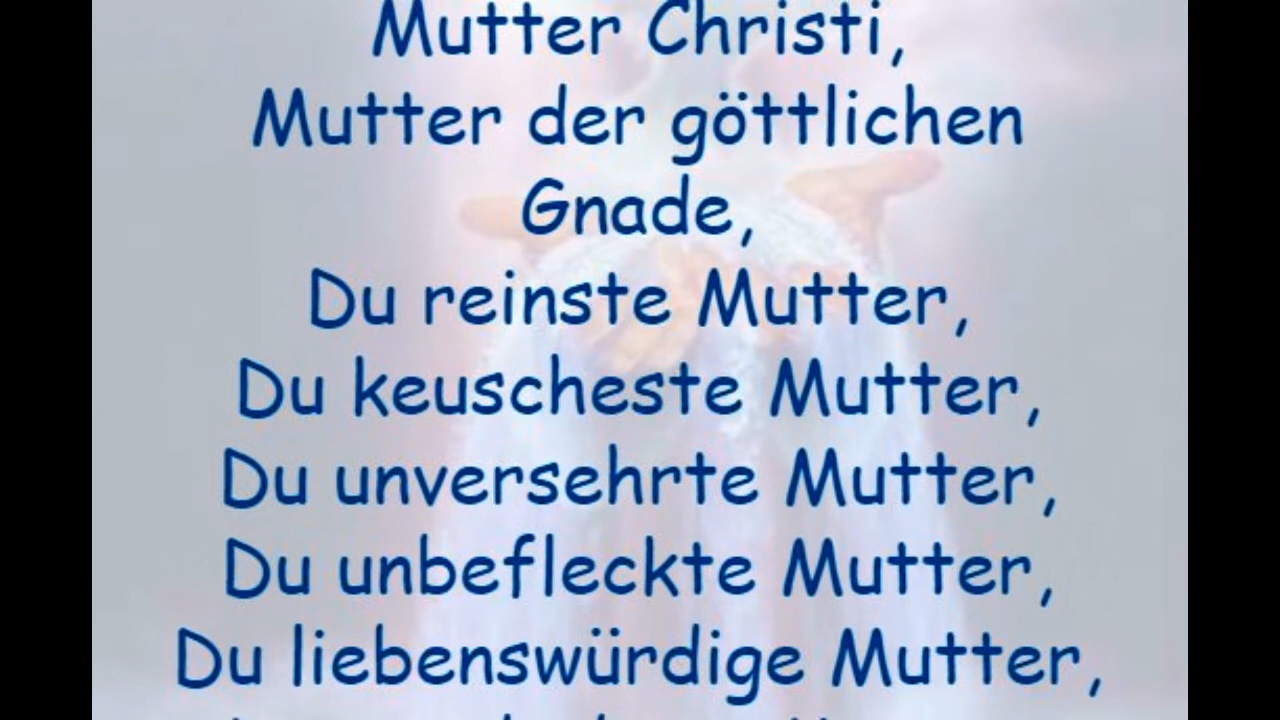 Mutter Christi,
Mutter der göttlichen
Gnade,
Du reinste Mutter,
Du keuscheste Mutter,
Du unversehrte Mutter,
Du unbefleckte Mutter,
Du liebenswürdige Mutter,